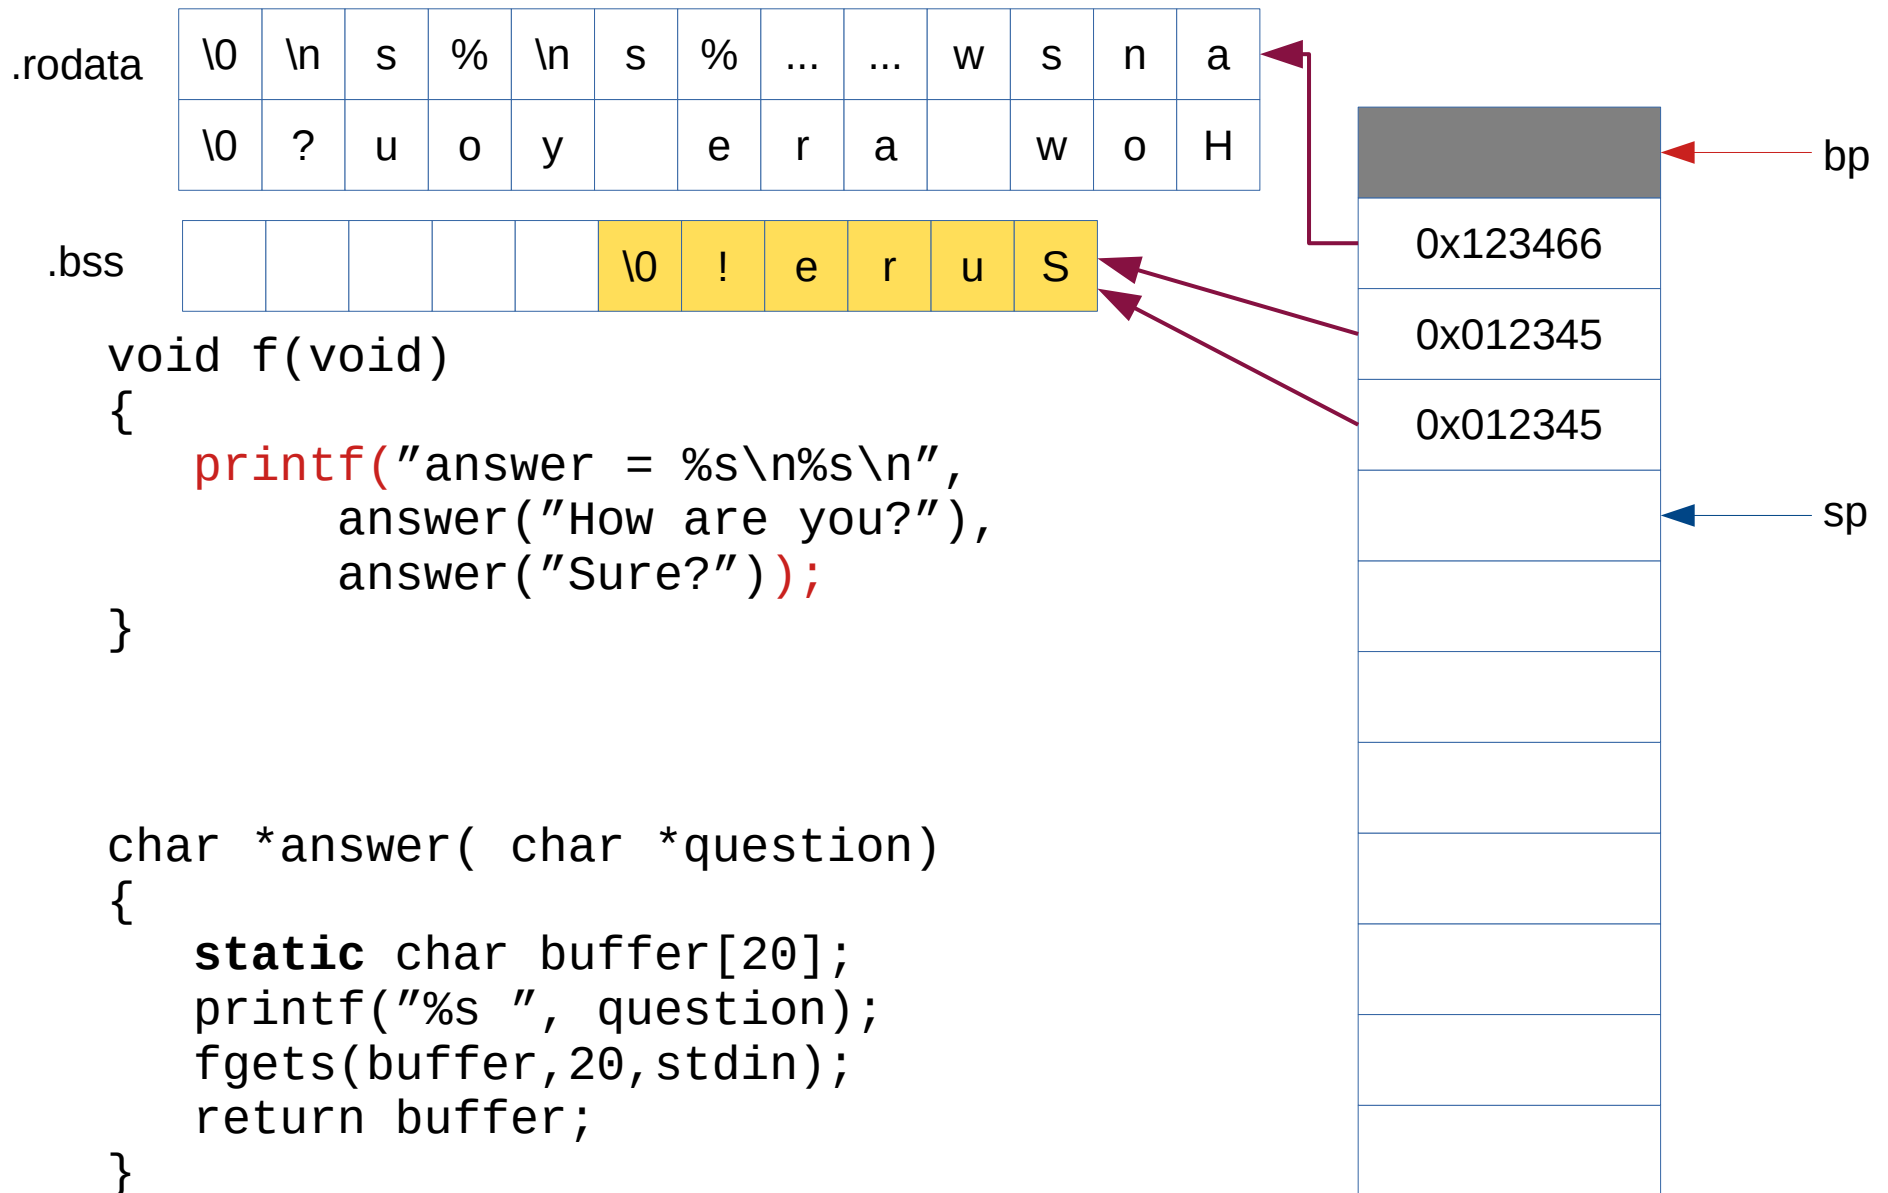 .rodata
\0 \n s % \n s % ... ... w s n a
\0 ? u o y e r a w o H
bp
0x123466
.bss
\0 ! e r u S
0x012345
0x012345
sp
void f(void)
{
printf(”answer = %s\n%s\n”,
answer(”How are you?”),
answer(”Sure?”));
}
char *answer( char *question)
{
static char buffer[20];
printf(”%s ”, question);
fgets(buffer,20,stdin);
return buffer;
}